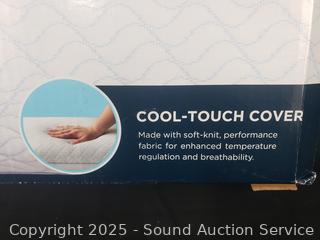 COOL-TOUCH COVER
Made with soft-knit, performance
fabric for enhanced temperature
regulation and breathability.
Copyright 2025 - Sound Auction Service